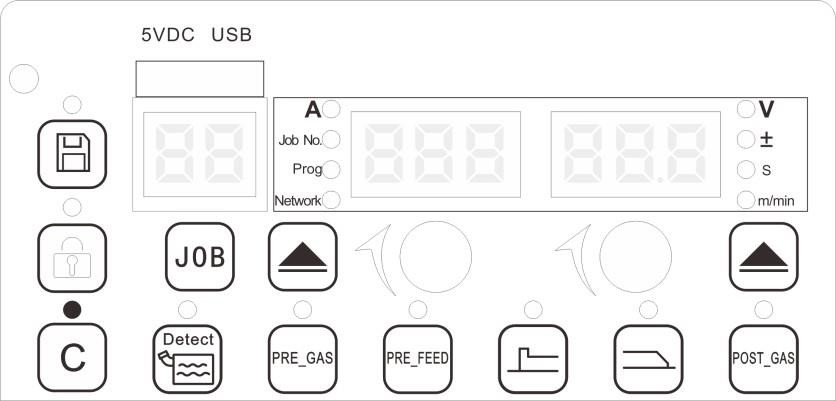 5VDC USB
A
V
Job No.
±
Prog
S
Network
m/min
JOB
C
Detect
PRE_GAS
PRE_FEED
POST_GAS